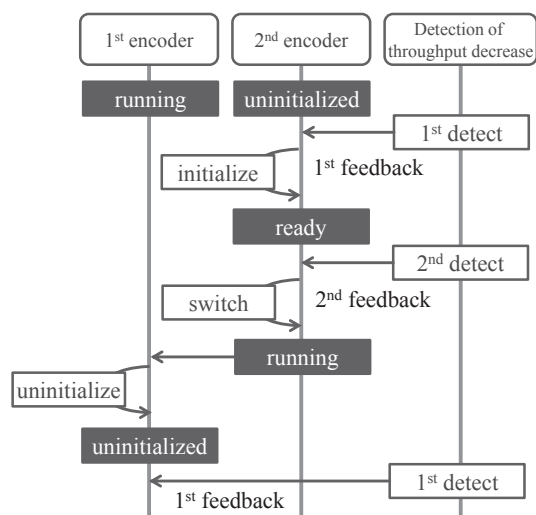 1st encoder
2nd encoder
Detection of
throughput decrease
running
uninitialized
1st detect
1st feedback
initialize
ready
2nd detect
switch
2nd feedback
running
uninitialize
uninitialized
1st detect
1st feedback